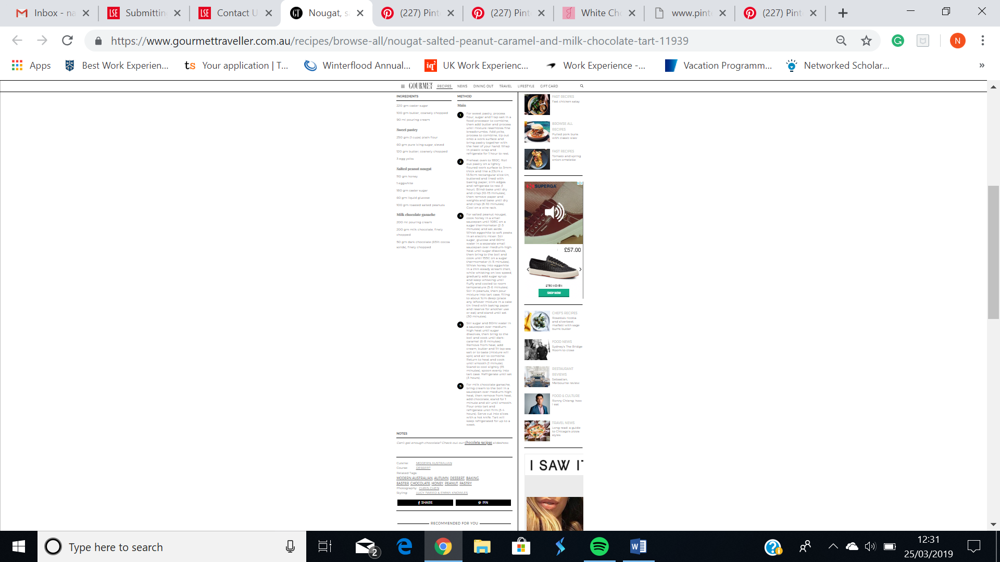 Inbox - na
Submittin
Contact U
Nougat, s
(227) Pint
(227) Pint
White Ch
www.pint
(227) Pint
https://www.gourmettraveller.com.au/recipes/browse-all/nougat-salted-peanut-caramel-and-milk-chocolate-tart-11939
N
Apps
Best Work Experien...
Your application | T...
Winterflood Annual...
UK Work Experienc...
Work Experience -...
Vacation Programm...
Networked Scholar...
»
GOURMET RECIPES NEWS DINING OUT TRAVEL LIFESTYLE GIFT CARD
INGREDIENTS
220 gm caster sugar
100 gm butter, coarsely chopped
90 ml pouring cream
Sweet pastry
250 gm (1 cups) plain flour
60 gm pure icing sugar, sieved
120 gm butter, coarsely chopped
3 egg yolks
Salted peanut nougat
110 gm honey
1 eggwhite
180 gm caster sugar
60 gm liquid glucose
100 gm roasted salted peanuts
Milk chocolate ganache
200 ml pouring cream
200 gm milk chocolate, finely
chopped
50 gm dark chocolate (65% cocoa
solids), finely chopped
METHOD
Main
1
For sweet pastry, process
flour, sugar and 1 tsp salt in a
food processor to combine,
then add butter and process
until mixture resembles fine
breadcrumbs. Add yolks,
process to combine, tip out
onto a work surface and
bring pastry together with
the heel of your hand. Wrap
in plastic wrap and
refrigerate for 1 hour to rest.
2
Preheat oven to 180C. Roll
out pastry on a lightly
floured work surface to 3mm
thick and line a 23cm x
13.5cm rectangular slice tin,
buttered and lined with
baking paper, trim edges
and refrigerate to rest (1
hour). Blind-bake until dry
and crisp (10-15 minutes),
then remove paper and
weights and bake until dry
and crisp (8-10 minutes).
Cool on a wire rack.
3
For salted peanut nougat,
cook honey in a small
saucepan until 108C on a
sugar thermometer (2-3
minutes) and set aside.
Whisk eggwhite to soft peaks
in an electric mixer. Stir
sugar, glucose and 60ml
water in a separate small
saucepan over medium-high
heat until sugar dissolves,
then bring to the boil and
cook until 155C on a sugar
thermometer (4-5 minutes).
Whisk honey into eggwhite
in a thin steady stream then,
while whisking on low speed,
gradually add sugar syrup
and keep whisking until
fluffy and cooled to room
temperature (5-6 minutes).
Stir in peanuts, then pour
mixture into tart case, filling
to about 1cm deep (place
any leftover mixture in a cake
tin lined with baking paper
and reserve for another use
or eat) and stand until set
(30 minutes).
4
Stir sugar and 80ml water in
a saucepan over medium-
high heat until sugar
dissolves, then bring to the
boil and cook until dark
caramel (6-8 minutes).
Remove from heat, add
cream, butter and 1½ tsp sea
salt or to taste (mixture will
spit) and stir to combine.
Return to heat and cook
until smooth (1 minute).
Stand to cool slightly (15
minutes), spoon evenly into
tart case. Refrigerate until set
(3 hours).
5
For milk chocolate ganache,
bring cream to the boil in a
saucepan over medium-high
heat, then remove from heat,
add chocolate, stand for 1
minute and stir until smooth.
Pour onto tart and
refrigerate until firm (3-4
hours). Serve cut into slices
with a hot knife. Tart will
keep refrigerated for up to a
week.
NOTES
Can't get enough chocolate? Check out our chocolate recipes slideshow.
Cuisine: MODERN AUSTRALIAN
Course: DESSERT
Related Tags:
MODERN AUSTRALIAN AUTUMN DESSERT BAKING
EASTER CHOCOLATE HONEY PEANUT PASTRY
Photography: CHRIS CHEN
Styling: LUCY TWEED & EMMA KNOWLES
SHARE
PIN
RECOMMENDED FOR YOU
FAST RECIPES
Fast chicken satay
BROWSE ALL
RECIPES
Pulled pork buns
with classic slaw
FAST RECIPES
Tomato and spring
onion omelette
SUPERGA
£57.00
2750 WOVEN
SHOP NOW
CHEF'S RECIPES
Rosetta's ricotta
and silverbeet
malfatti with sage
burnt butter
FOOD NEWS
Sydney's The Bridge
Room to close
RESTAURANT
REVIEWS
Sebastian,
Melbourne review
FOOD & CULTURE
Ronny Chieng: how
I eat
TRAVEL NEWS
Long read: a guide
to Chicago's pizza
styles
I SAW IT
Type here to search
2
12:31
25/03/2019